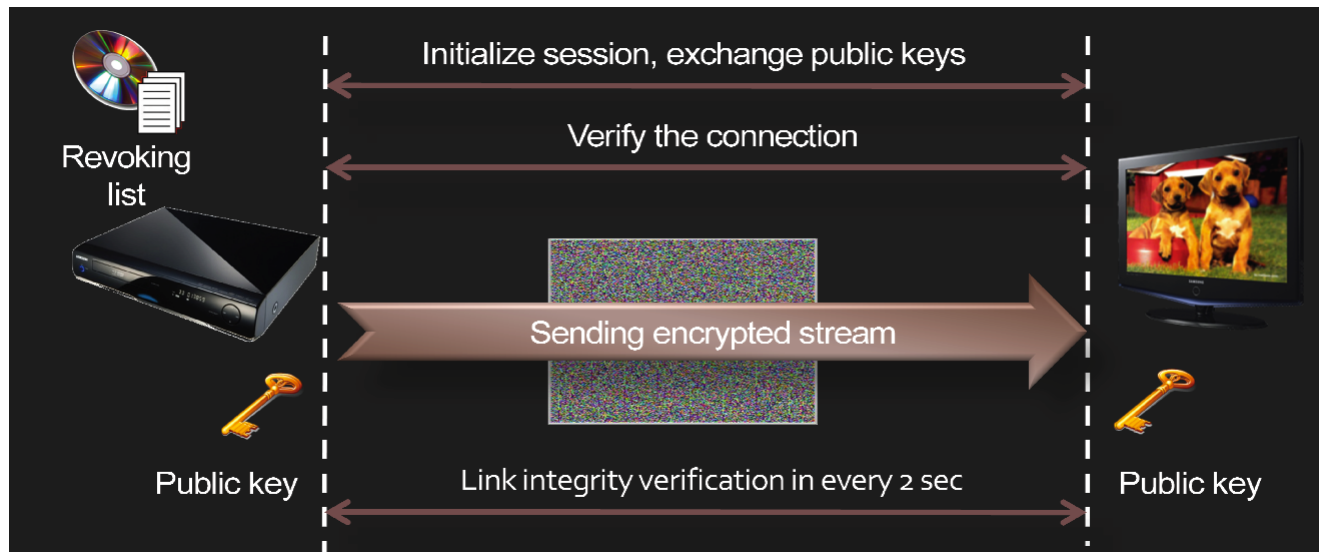 Initialize session, exchange public keys
Verify the connection
Revoking
list
Sending encrypted stream
Link integrity verification in every 2 sec
Public key
Public key